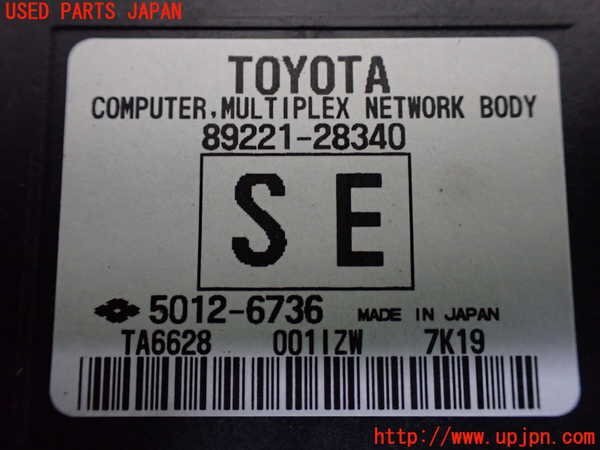 USED PARTS JAPAN
TOYOTA
COMPUTER, MULTIPLEX NETWORK BODY
89221-28340
S E
5012-6736 MADE IN JAPAN
TA6628 001IZW 7K19
http://www.upjpn.com/